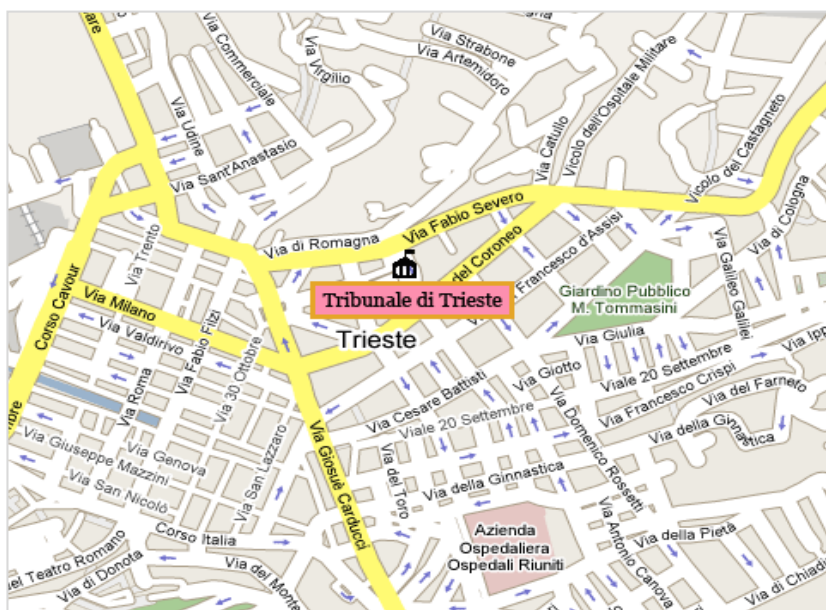 are
Via Commerciale
Via Virgilio
Via Strabone
Via Artemidoro
Vicolo dell'Ospitale Militare
Via Udine
Via Catullo
Vicolo del Castagneto
Via Sant'Anastasio
Via di Cologna
Via Fabio Severo
Via di Romagna
Via Trento
del Coroneo
Francesco d'Assisi
Via Galileo Galilei
Corso Cavour
Via Milano
Tribunale di Trieste
Giardino Pubblico
M. Tommasini
Trieste
Via Valdirivo
Via Fabio Filzi
Via Giulia
Via Ipp
Via 30 Ottobre
Via Roma
Via Giotto
Viale 20 Settembre
Via Cesare Battisti
Via Francesco Crispi
Via del Farneto
bre
Viale 20 Settembre
Via Domenico Rossetti
Via della Ginnastica
Via Giuseppe Mazzini
Via Genova
Via San Lazzaro
Via Giosuè Carducci
Via del Toro
Via San Nicolò
Via della Ginnastica
Corso Italia
Azienda
Ospedaliera
Ospedali Riuniti
Via Antonio Canova
Via della Pietà
el Teatro Romano
Via di Donota
Via del Monte
Via di Chiadi